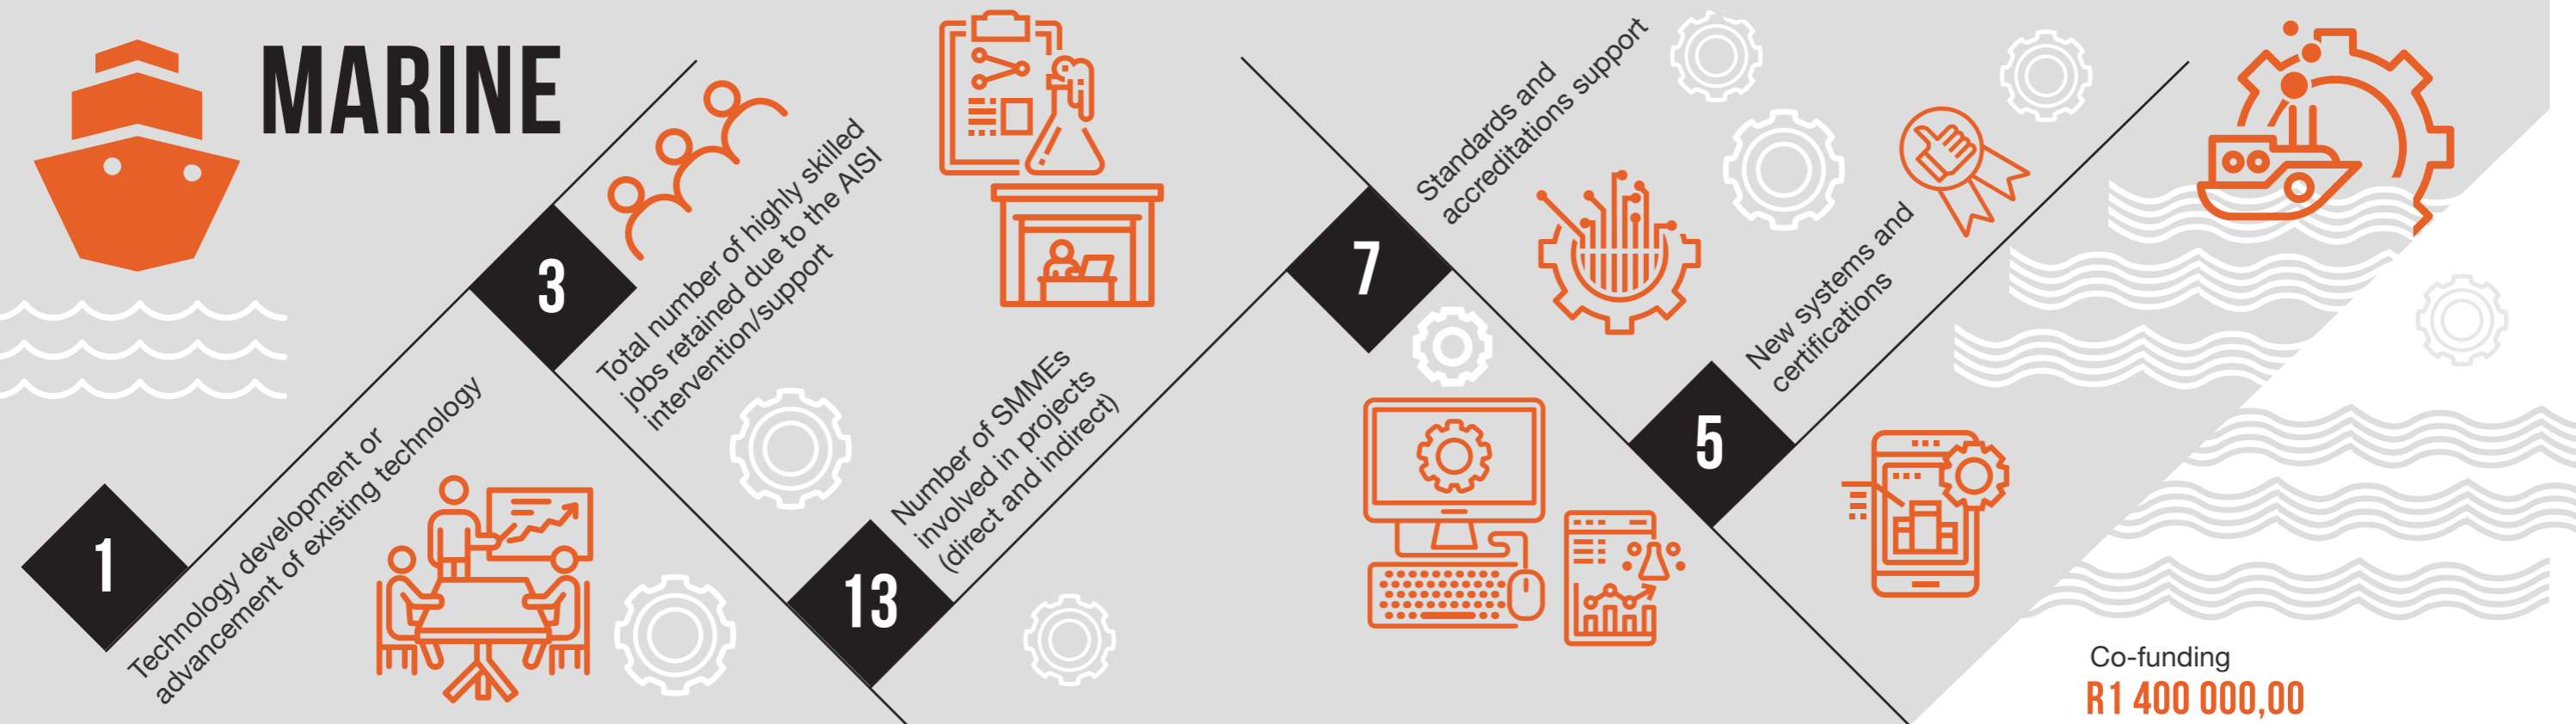 MARINE
1
Technology development or
advancement of existing technology
3
Total number of highly skilled
jobs retained due to the AISI
intervention/support
13
Number of SMMEs
involved in projects
(direct and indirect)
7
Standards and
accreditations support
5
New systems and
certifications
Co-funding
R1 400 000,00